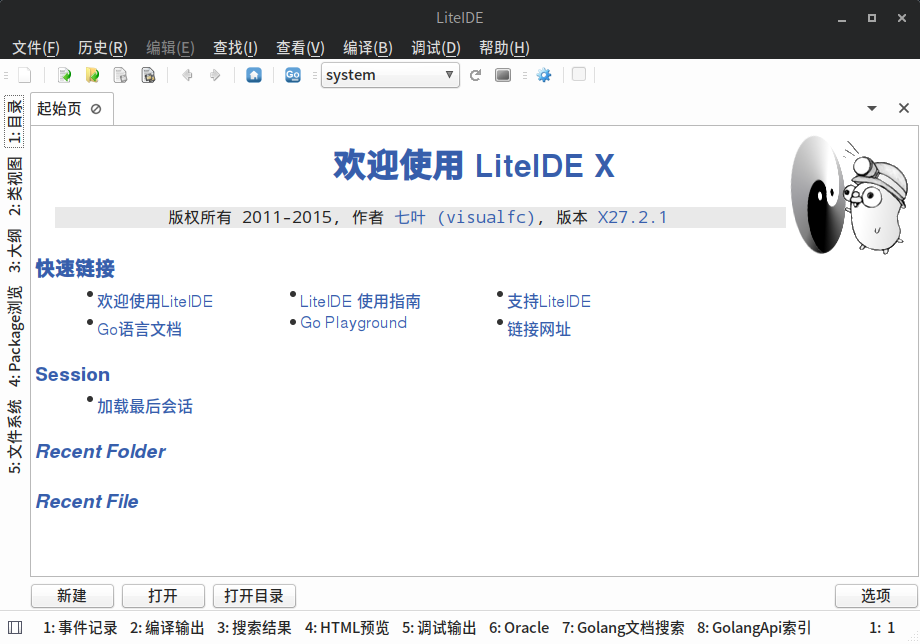 LiteIDE
文件(F) 历史(R) 编辑(E) 查找(I) 查看(V) 编译(B) 调试(D) 帮助(H)
Go system
1: 目录
2: 类视图
3: 大纲
4: Package浏览
5: 文件系统
起始页
欢迎使用 LiteIDE X
版权所有 2011-2015, 作者 七叶 (visualfc), 版本 X27.2.1
快速链接
欢迎使用LiteIDE LiteIDE 使用指南 支持LiteIDE
Go语言文档 Go Playground 链接网址
Session
加载最后会话
Recent Folder
Recent File
新建 打开 打开目录 选项
1: 事件记录 2: 编译输出 3: 搜索结果 4: HTML预览 5: 调试输出 6: Oracle 7: Golang文档搜索 8: GolangApi索引 1: 1